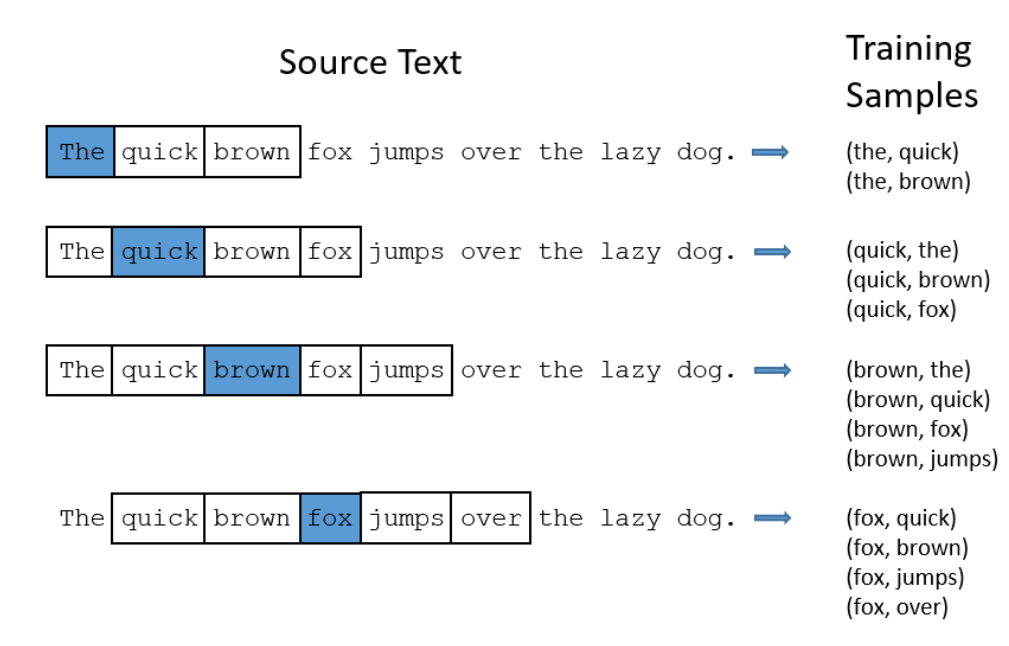 Source Text
Training
Samples
The quick brown fox jumps over the lazy dog.
(the, quick)
(the, brown)
The quick brown fox jumps over the lazy dog.
(quick, the)
(quick, brown)
(quick, fox)
The quick brown fox jumps over the lazy dog.
(brown, the)
(brown, quick)
(brown, fox)
(brown, jumps)
The quick brown fox jumps over the lazy dog.
(fox, quick)
(fox, brown)
(fox, jumps)
(fox, over)